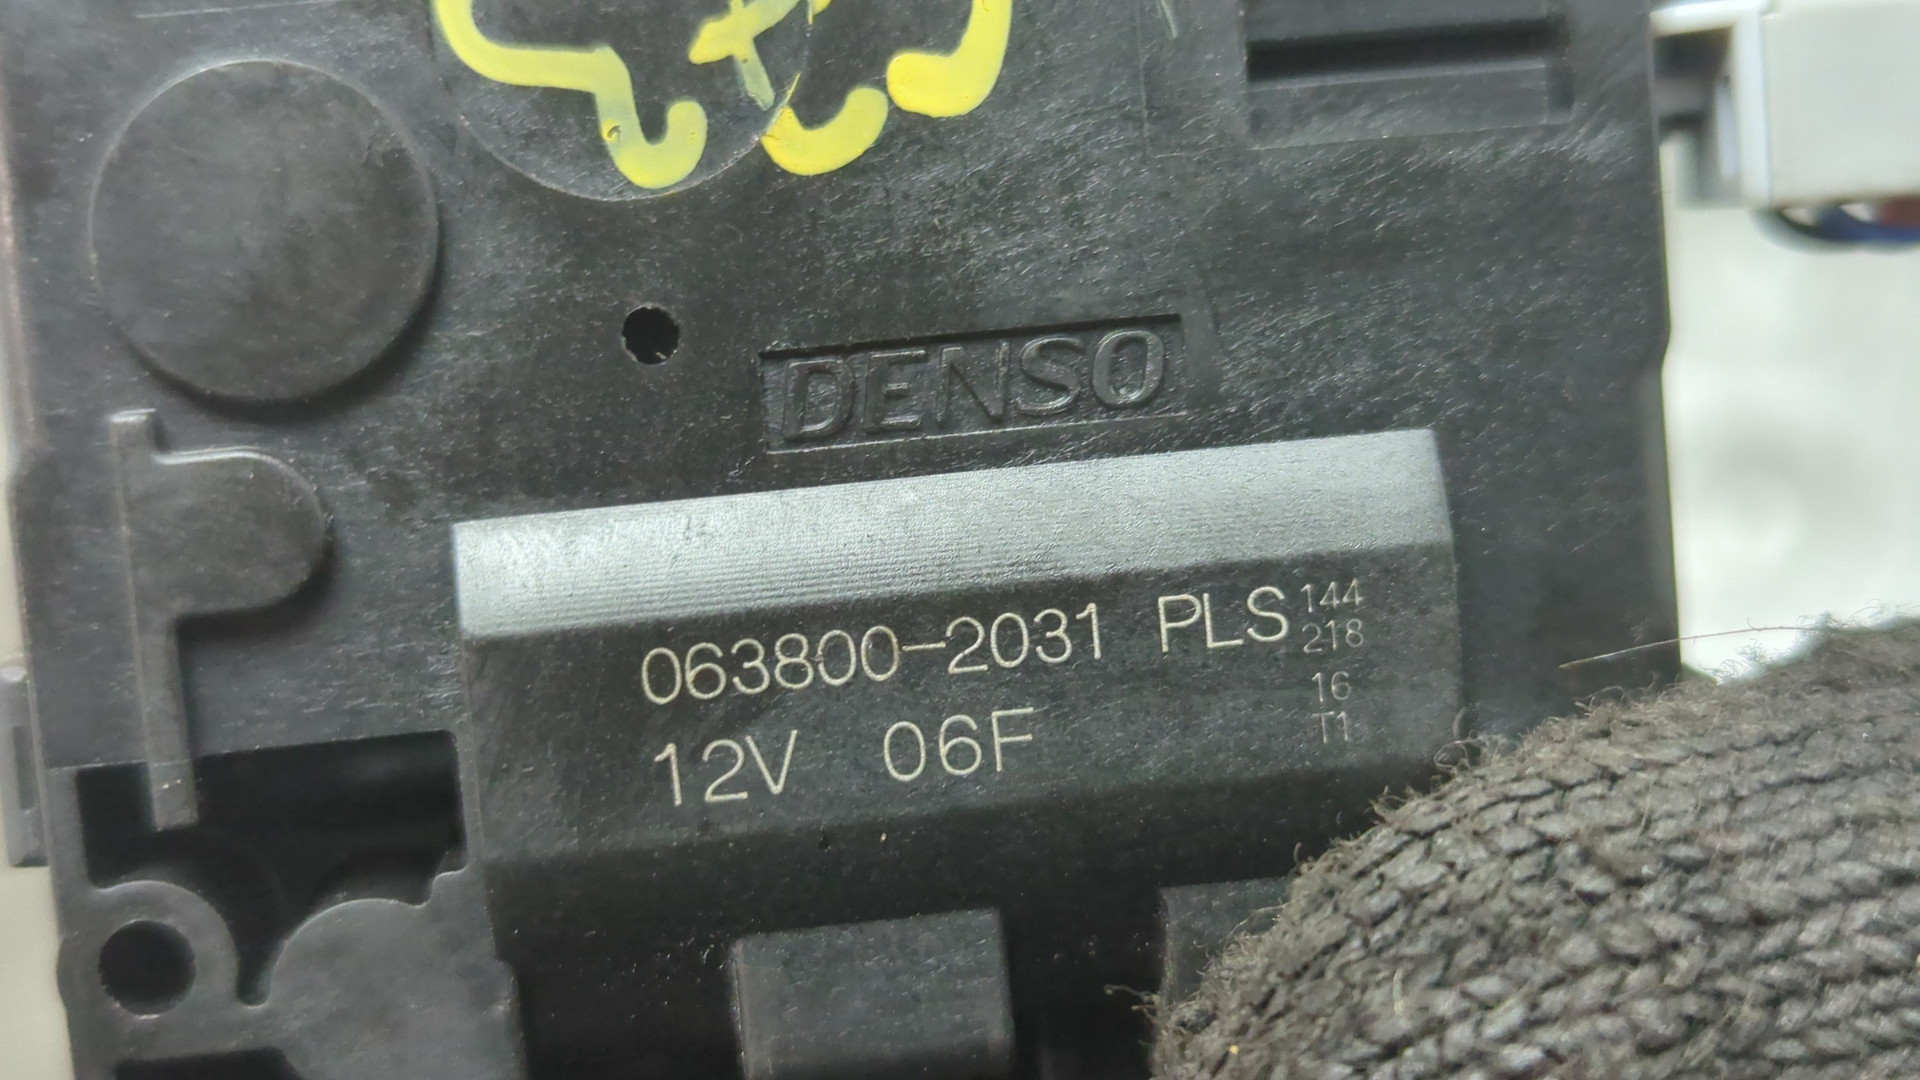 DENSO
063800-2031 PLS
144
218
12V 06F
16
T1